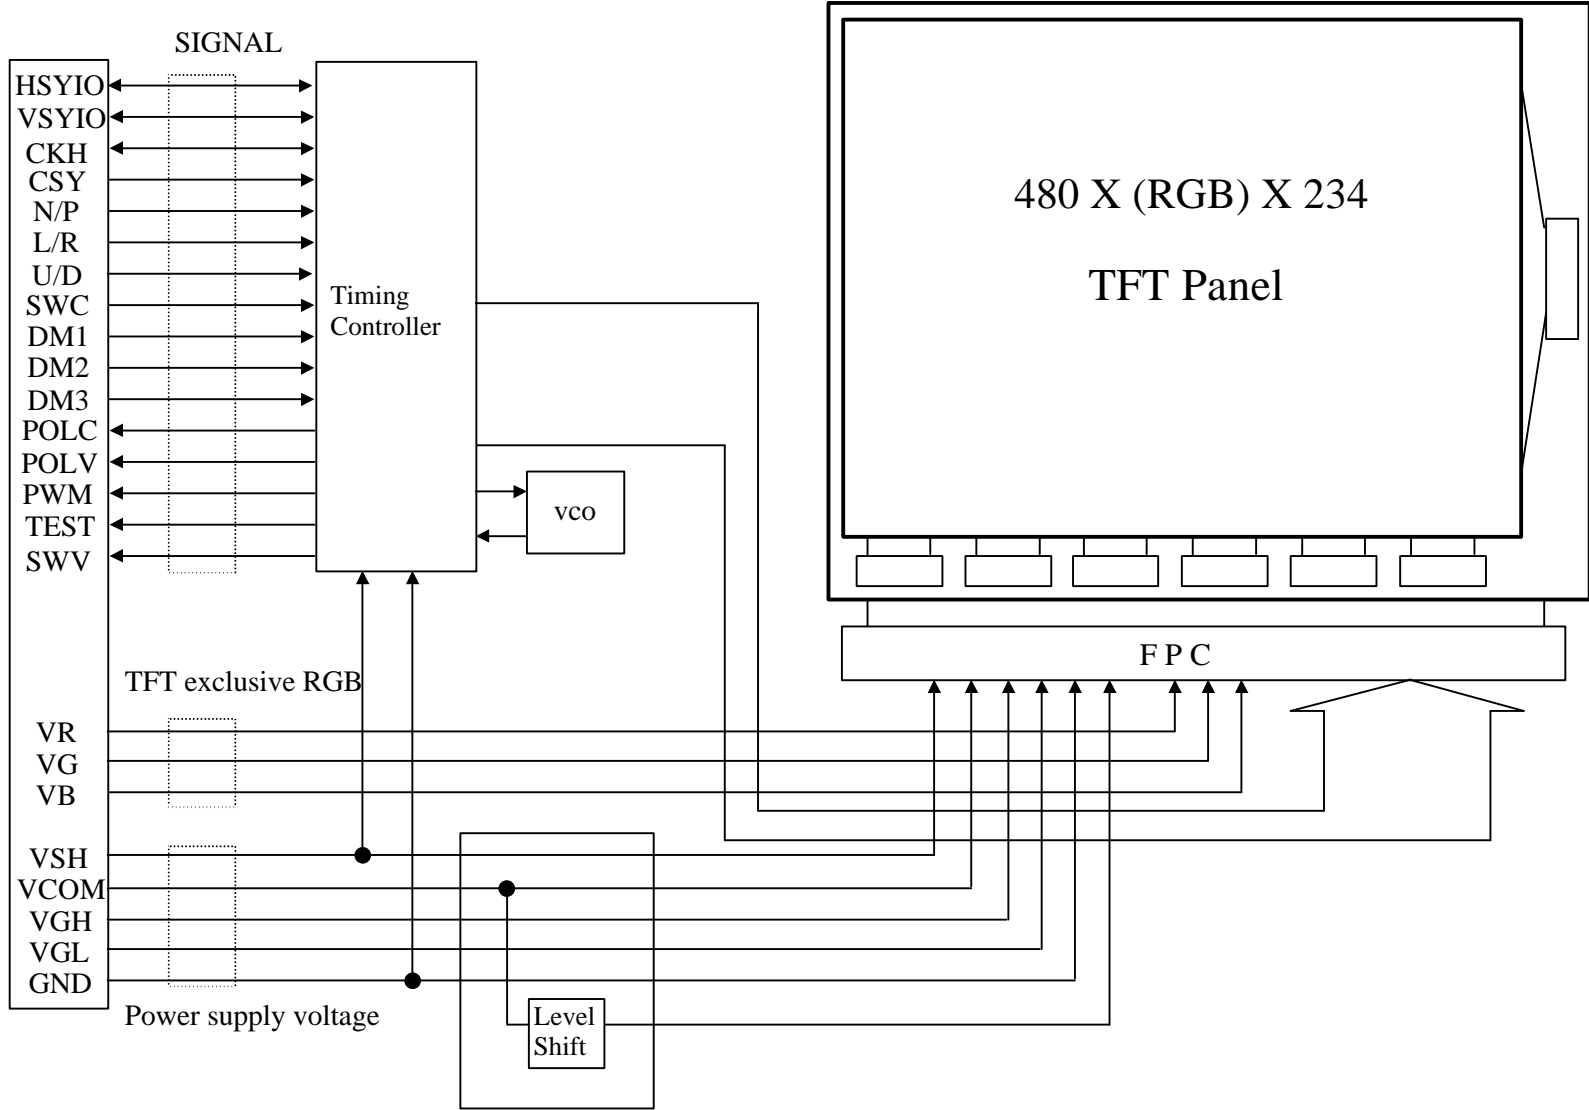 SIGNAL
HSYIO
VSYIO
CKH
CSY
N/P
L/R
U/D
SWC
DM1
DM2
DM3
POLC
POLV
PWM
TEST
SWV
Timing
Controller
vco
480 X (RGB) X 234
TFT Panel
F P C
TFT exclusive RGB
VR
VG
VB
VSH
VCOM
VGH
VGL
GND
Power supply voltage
Level
Shift